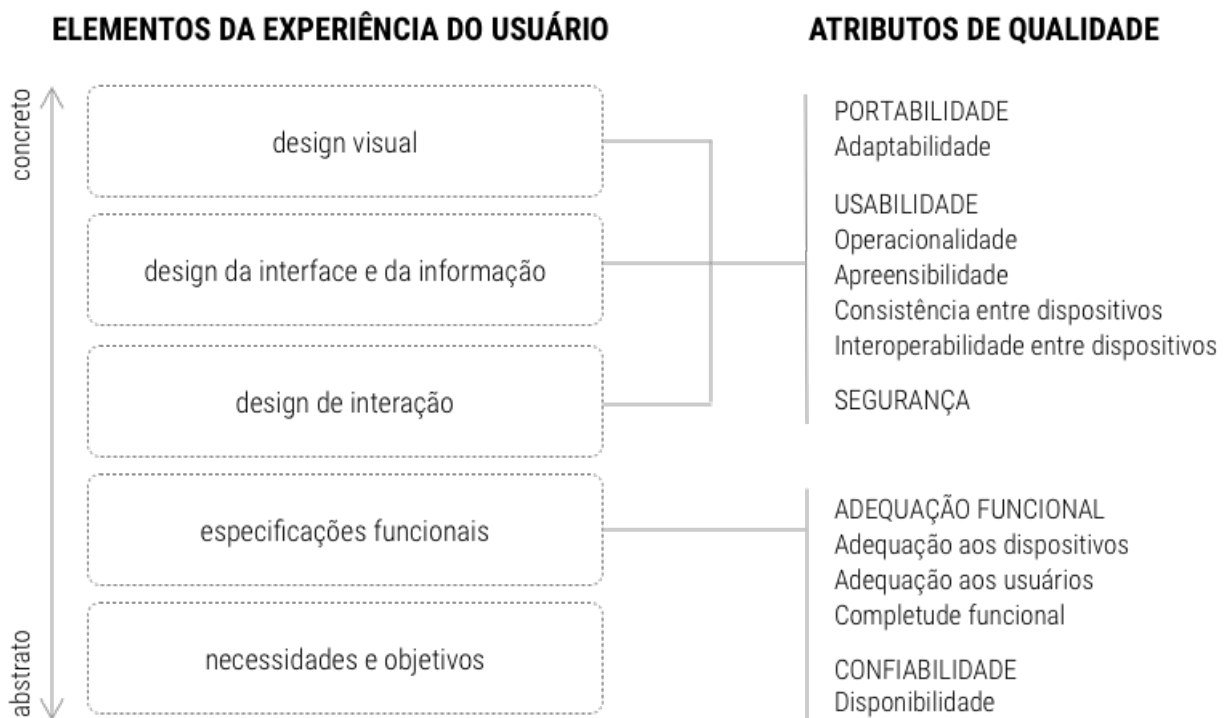 ELEMENTOS DA EXPERIÊNCIA DO USUÁRIO
concreto
design visual
design da interface e da informação
design de interação
especificações funcionais
necessidades e objetivos
abstrato
ATRIBUTOS DE QUALIDADE
PORTABILIDADE
Adaptabilidade
USABILIDADE
Operacionalidade
Apreensibilidade
Consistência entre dispositivos
Interoperabilidade entre dispositivos
SEGURANÇA
ADEQUAÇÃO FUNCIONAL
Adequação aos dispositivos
Adequação aos usuários
Completude funcional
CONFIABILIDADE
Disponibilidade